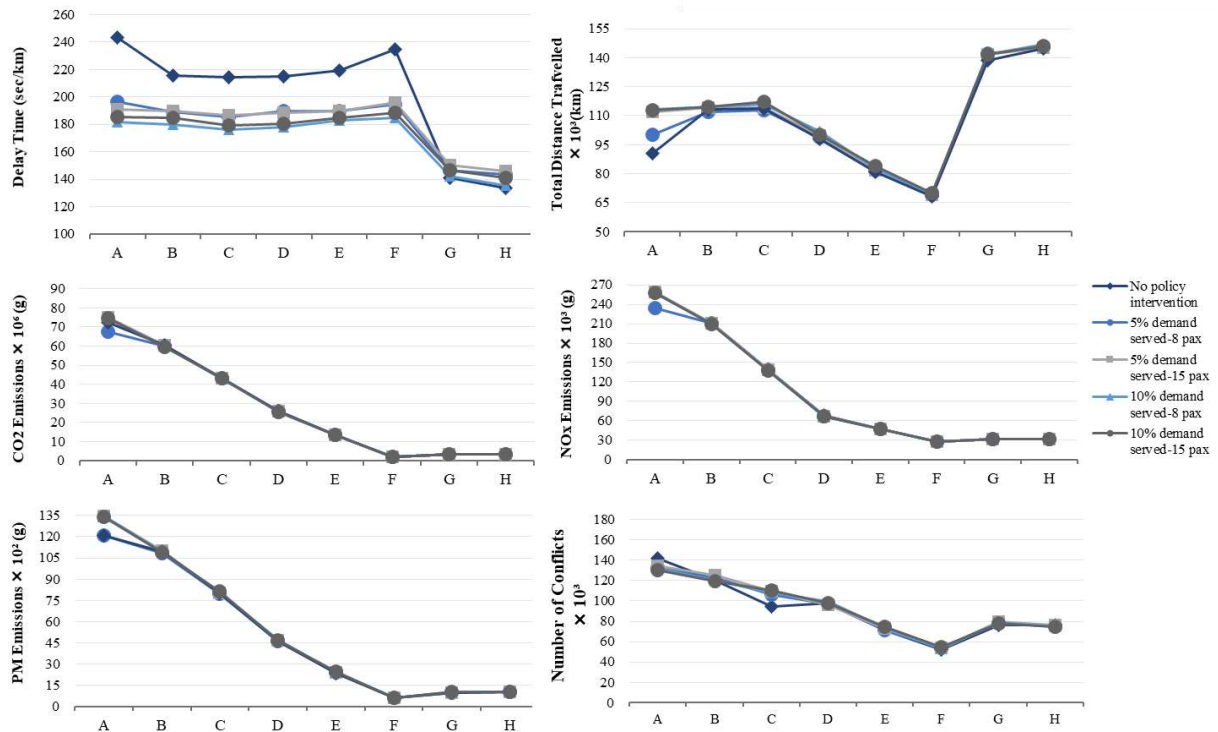 Delay Time (sec/km)
260
240
220
200
180
160
140
120
100
A B C D E F G H
Total Distance Trafvelled
× 10³(km)
155
140
125
110
95
80
65
50
A B C D E F G H
CO2 Emissions × 10⁶ (g)
90
80
70
60
50
40
30
20
10
0
A B C D E F G H
NOx Emissions × 10³ (g)
270
240
210
180
150
120
90
60
30
0
A B C D E F G H
No policy
intervention
5% demand
served-8 pax
5% demand
served-15 pax
10% demand
served-8 pax
10% demand
served-15 pax
PM Emissions × 10² (g)
135
120
105
90
75
60
45
30
15
0
A B C D E F G H
Number of Conflicts
× 10³
180
160
140
120
100
80
60
40
20
0
A B C D E F G H